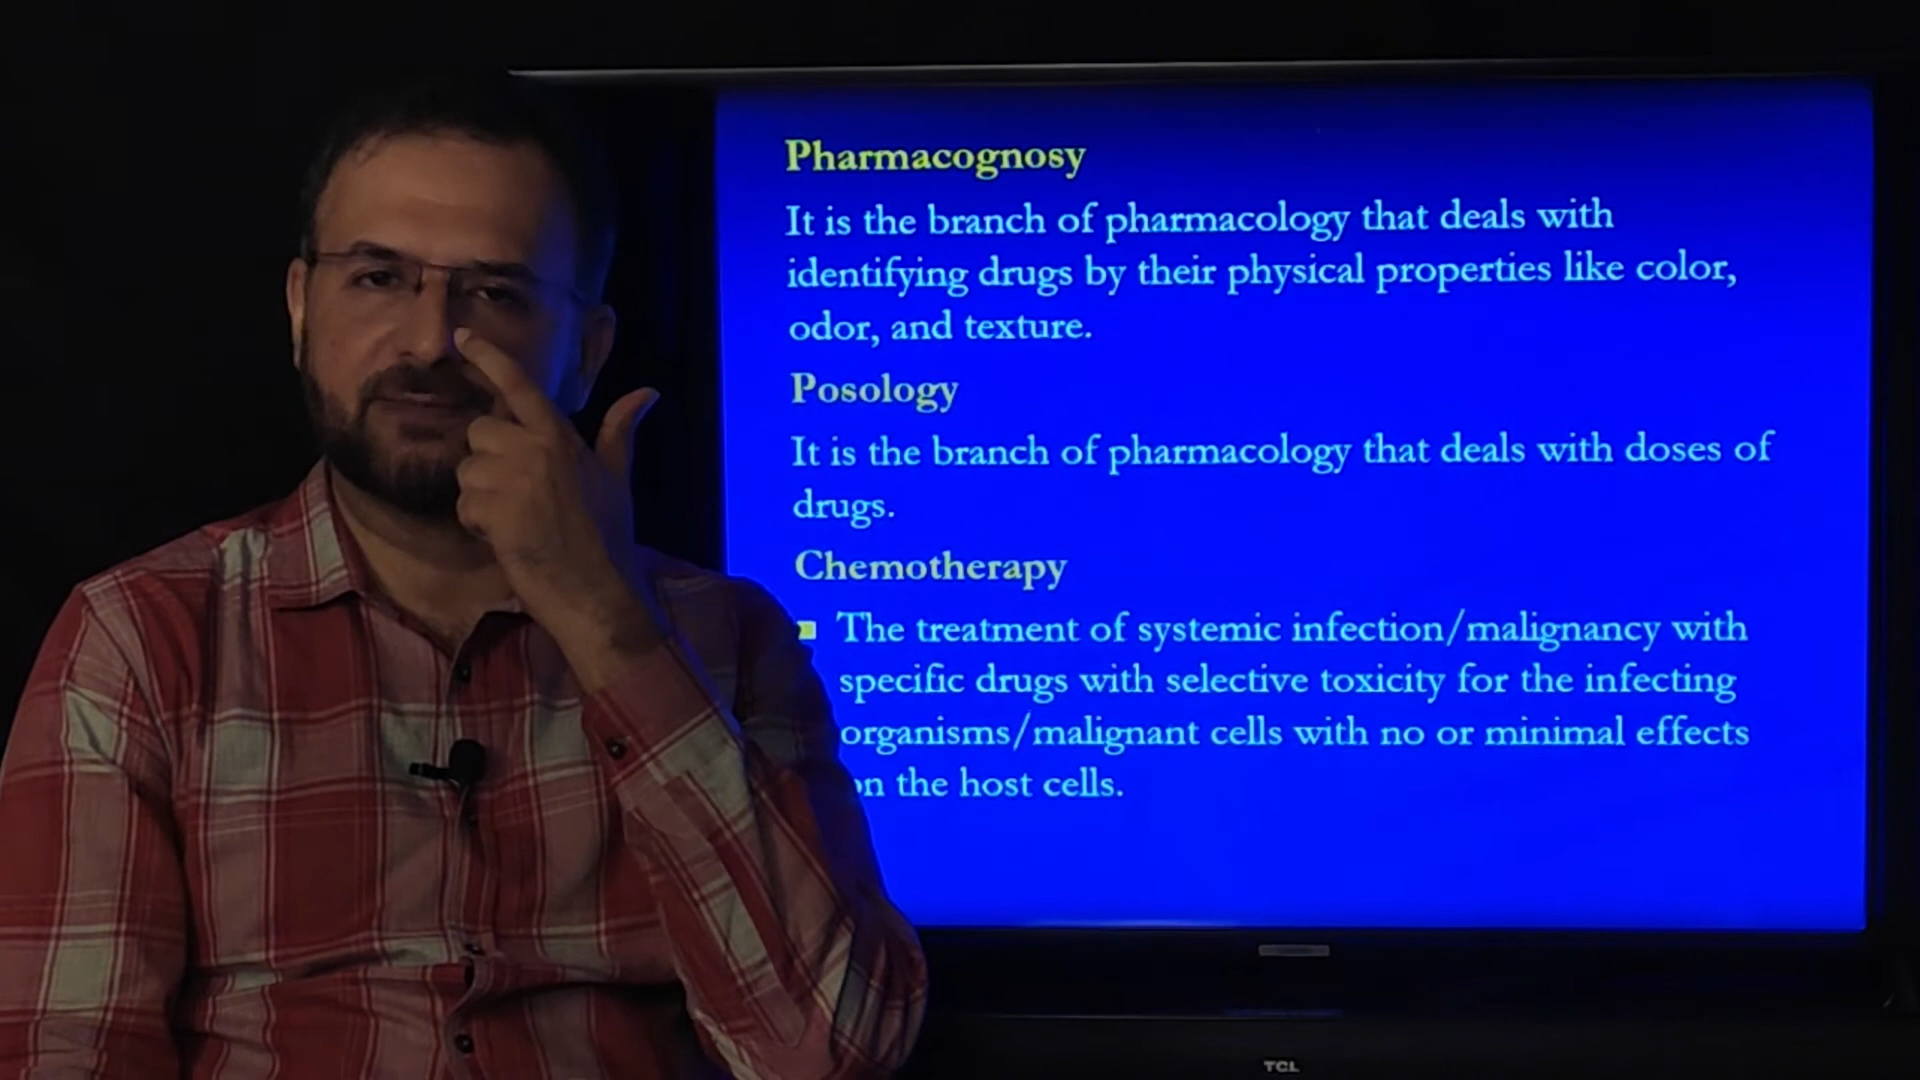 Pharmacognosy
It is the branch of pharmacology that deals with
identifying drugs by their physical properties like color,
odor, and texture.
Posology
It is the branch of pharmacology that deals with doses of
drugs.
Chemotherapy
The treatment of systemic infection/malignancy with
specific drugs with selective toxicity for the infecting
organisms/malignant cells with no or minimal effects
the host cells.
TCL